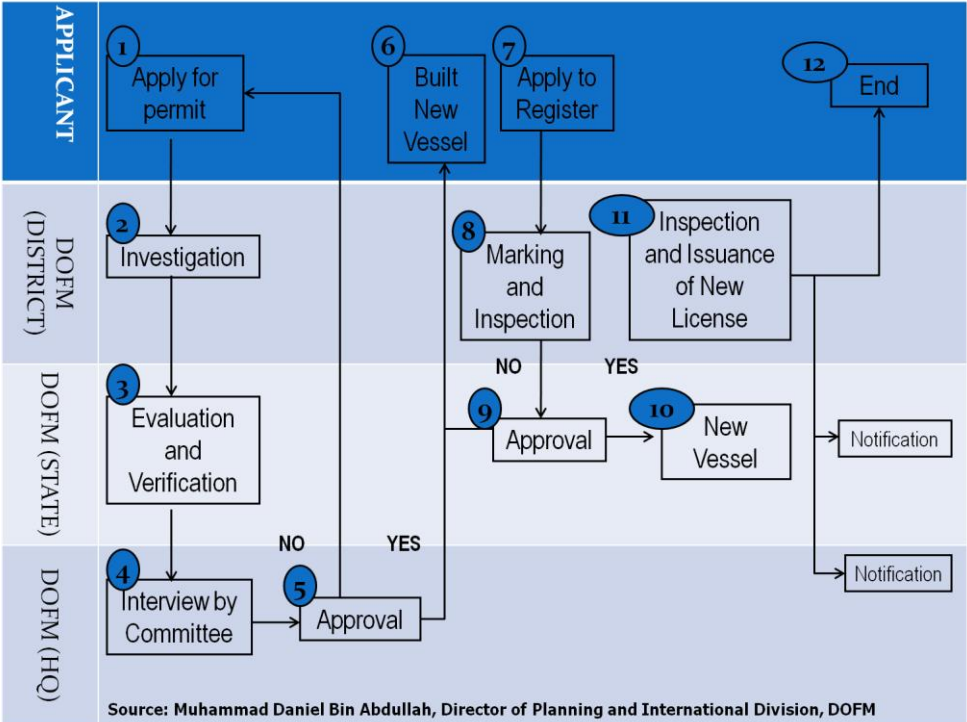 APPLICANT
1
Apply for
permit
6
Built
New
Vessel
7
Apply to
Register
12
End
DOFM
(DISTRICT)
2
Investigation
8
Marking
and
Inspection
11
Inspection
and Issuance
of New
License
DOFM (STATE)
3
Evaluation
and
Verification
NO
YES
9
Approval
10
New
Vessel
Notification
DOFM (HQ)
4
Interview by
Committee
NO
YES
5
Approval
Notification
Source: Muhammad Daniel Bin Abdullah, Director of Planning and International Division, DOFM